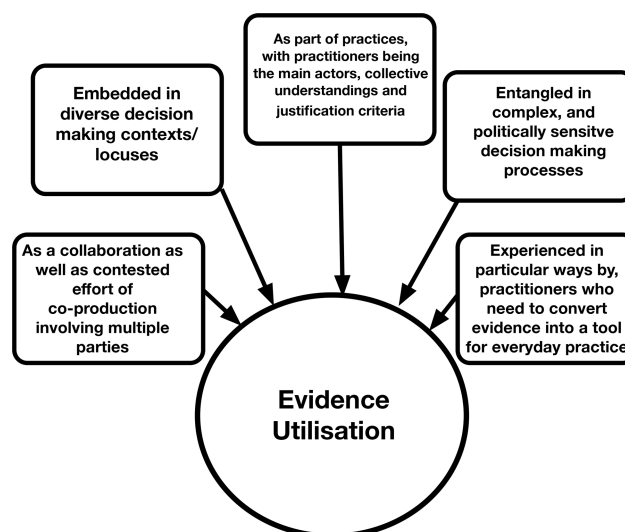 As part of practices,
with practitioners being
the main actors, collective
understandings and
justification criteria
Embedded in
diverse decision
making contexts/
locuses
Entangled in
complex, and
politically sensitve
decision making
processes
As a collaboration as
well as contested
effort of
co-production
involving multiple
parties
Experienced in
particular ways by,
practitioners who
need to convert
evidence into a tool
for everyday practice
Evidence
Utilisation